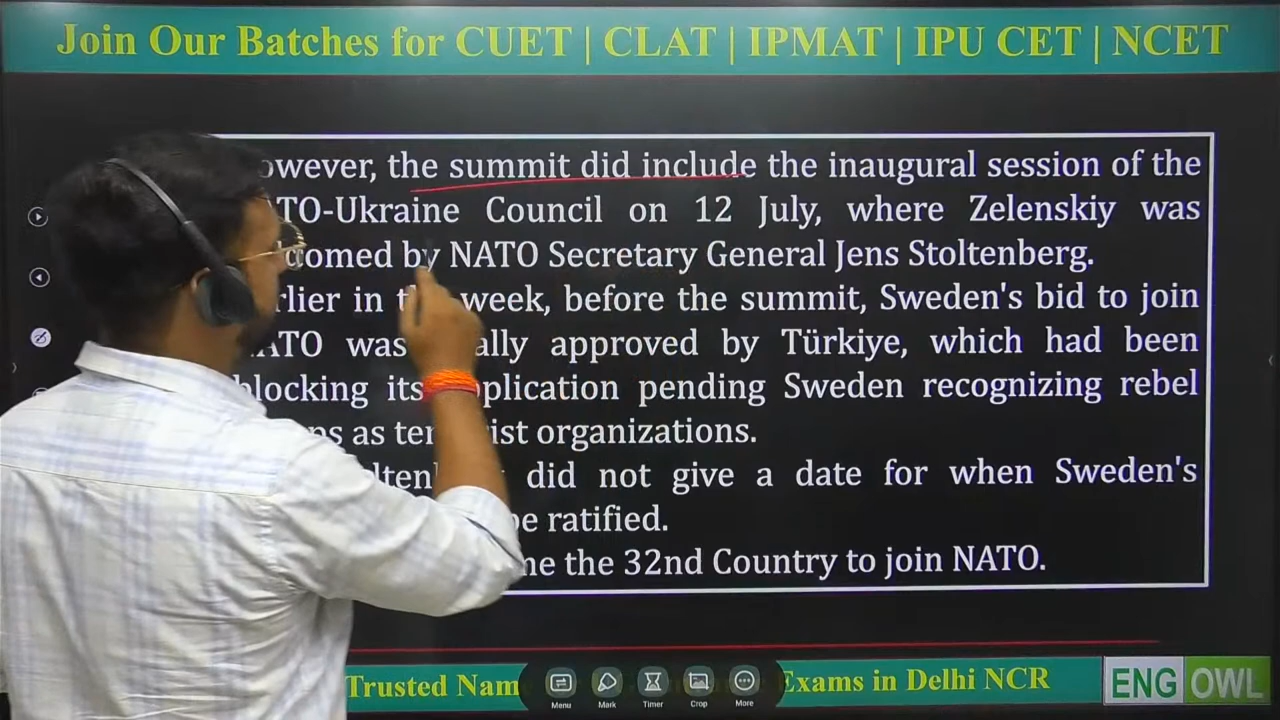 Join Our Batches for CUET | CLAT | IPMAT | IPU CET | NCET
owever, the summit did include the inaugural session of the
TO-Ukraine Council on 12 July, where Zelenskiy was
comed by NATO Secretary General Jens Stoltenberg.
rlier in week, before the summit, Sweden's bid to join
ATO was ally approved by Türkiye, which had been
blocking its plication pending Sweden recognizing rebel
ps as ter ist organizations.
lten did not give a date for when Sweden's
be ratified.
me the 32nd Country to join NATO.
Trusted Nam Exams in Delhi NCR
Menu Mark Timer Crop More
ENG OWL